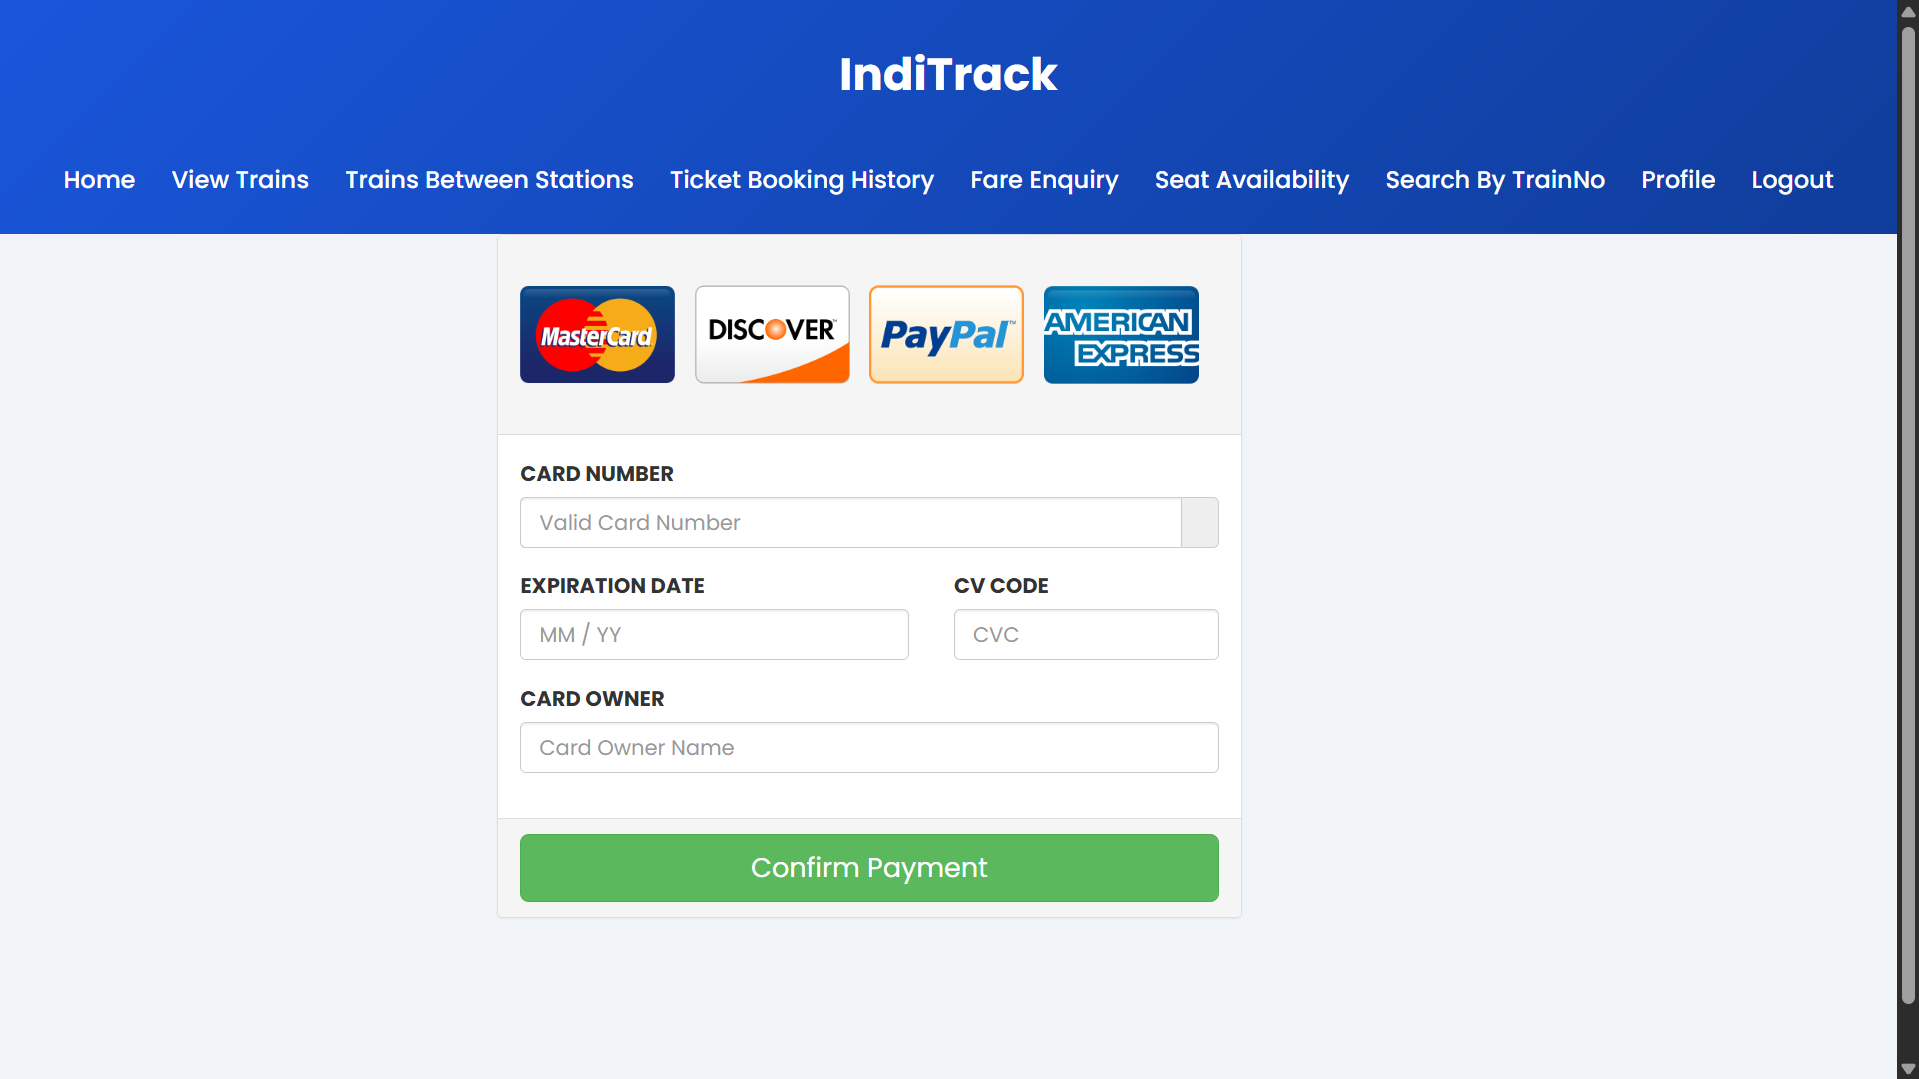 IndiTrack
Home View Trains Trains Between Stations Ticket Booking History Fare Enquiry Seat Availability Search By TrainNo Profile Logout
MasterCard DISCOVER PayPal™ AMERICAN EXPRESS
CARD NUMBER
Valid Card Number
EXPIRATION DATE CV CODE
MM / YY CVC
CARD OWNER
Card Owner Name
Confirm Payment